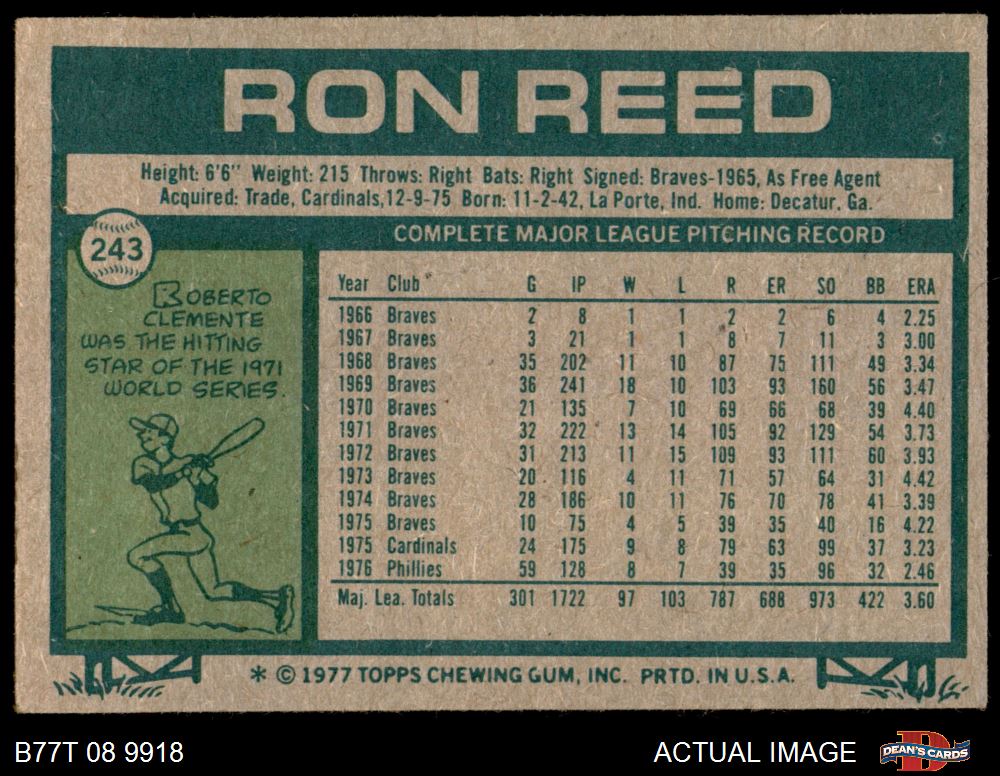 RON REED
Height: 6'6" Weight: 215 Throws: Right Bats: Right Signed: Braves-1965, As Free Agent
Acquired: Trade, Cardinals,12-9-75 Born: 11-2-42, La Porte, Ind. Home: Decatur, Ga.
243
COMPLETE MAJOR LEAGUE PITCHING RECORD
ROBERTO
CLEMENTE
WAS THE HITTING
STAR OF THE 1971
WORLD SERIES.
Year Club G IP W L R ER SO BB ERA
1966 Braves 2 8 1 1 2 2 6 4 2.25
1967 Braves 3 21 1 1 8 7 11 3 3.00
1968 Braves 35 202 11 10 87 75 111 49 3.34
1969 Braves 36 241 18 10 103 93 160 56 3.47
1970 Braves 21 135 7 10 69 66 68 39 4.40
1971 Braves 32 222 13 14 105 92 129 54 3.73
1972 Braves 31 213 11 15 109 93 111 60 3.93
1973 Braves 20 116 4 11 71 57 64 31 4.42
1974 Braves 28 186 10 11 76 70 78 41 3.39
1975 Braves 10 75 4 5 39 35 40 16 4.22
1975 Cardinals 24 175 9 8 79 63 99 37 3.23
1976 Phillies 59 128 8 7 39 35 96 32 2.46
Maj. Lea. Totals 301 1722 97 103 787 688 973 422 3.60
* © 1977 TOPPS CHEWING GUM, INC. PRTD. IN U.S.A.
B77T 08 9918
ACTUAL IMAGE
D
DEAN'S CARDS